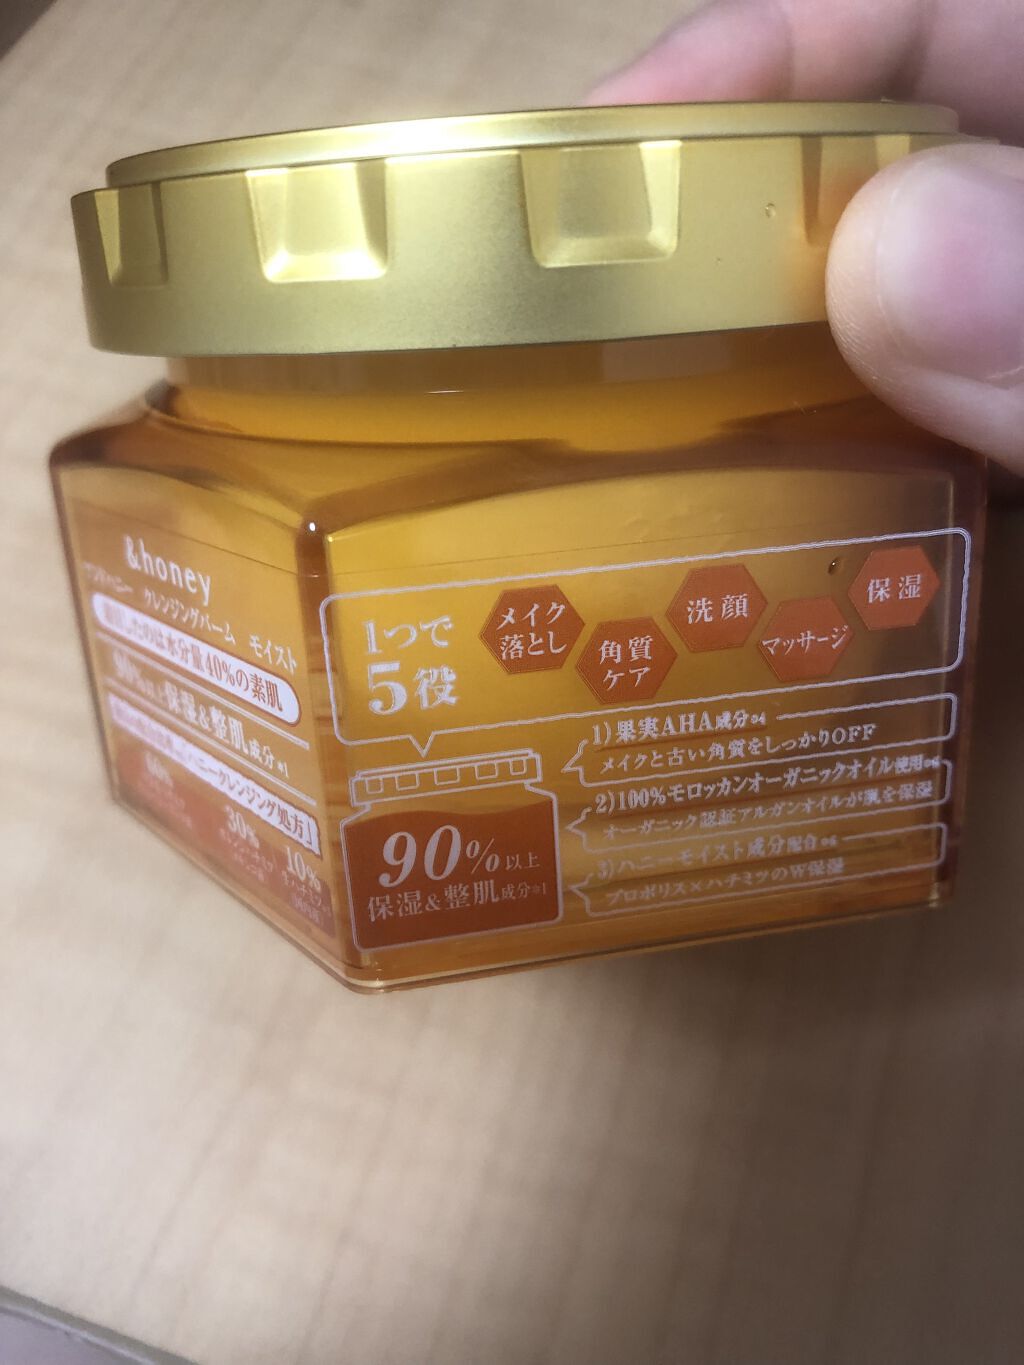 &honey
クレンジングバーム モイスト
水分量40%の素肌
保湿&整肌成分※1
ハニークレンジング処方」
30%
10%
1つで
5役
メイク
落とし
角質
ケア
洗顔
マッサージ
保湿
90%以上
保湿&整肌成分※1
1)果実AHA成分※4
メイクと古い角質をしっかりOFF
2)100%モロッカンオーガニックオイル使用
オーガニック認証アルガンオイルが肌を保湿
3)ハニーモイスト成分配合
プロポリス×ハチミツのW保湿